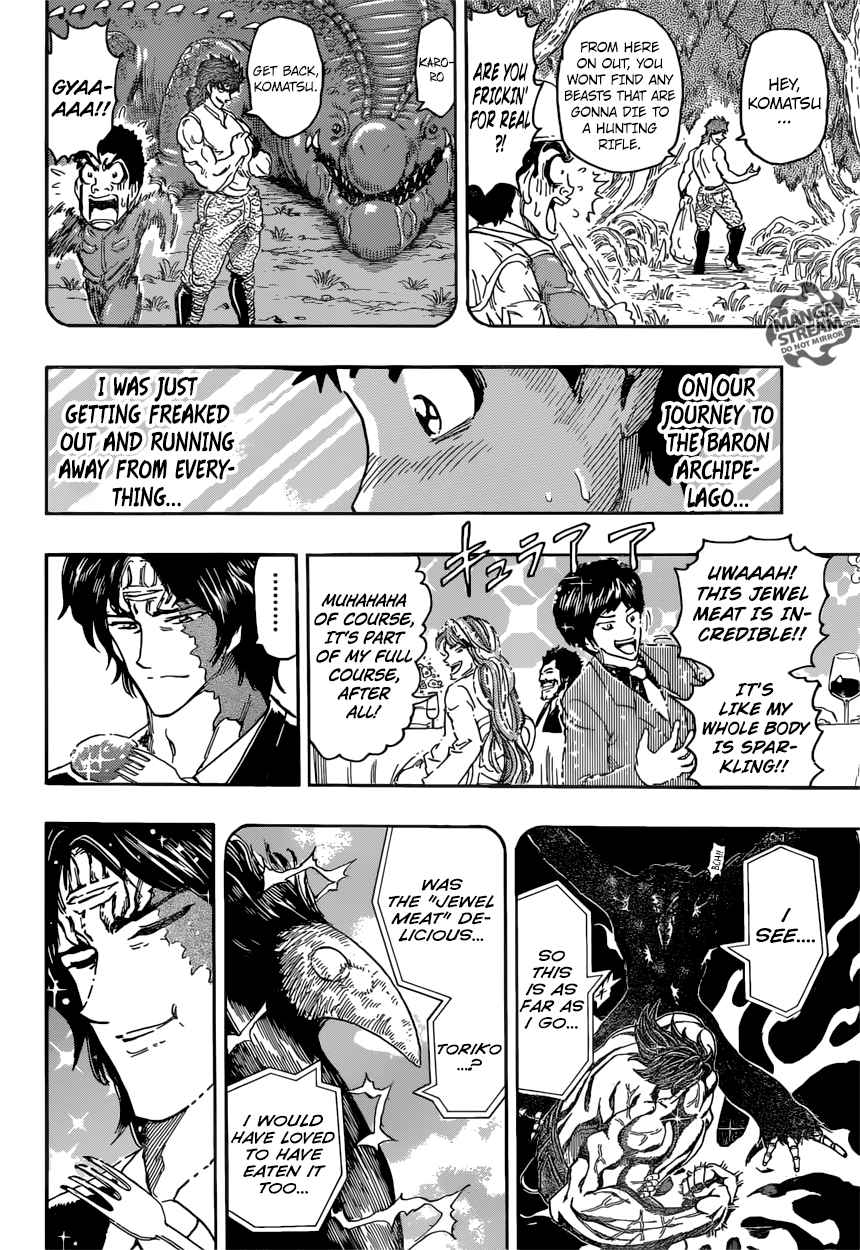 HEY,
KOMATSU
...
FROM HERE
ON OUT, YOU
WONT FIND ANY
BEASTS THAT ARE
GONNA DIE TO
A HUNTING
RIFLE.
ARE YOU
FRICKIN'
FOR REAL
?!
KARO-
RO
GET BACK,
KOMATSU.
GYAA-
AAA!!
MANGA
STREAM.com
DO NOT MIRROR
ON OUR
JOURNEY TO
THE BARON
ARCHIPE-
LAGO...
I WAS JUST
GETTING FREAKED
OUT AND RUNNING
AWAY FROM EVERY-
THING...
UWAAAH!
THIS JEWEL
MEAT IS IN-
CREDIBLE!!
IT'S
LIKE MY
WHOLE BODY
IS SPAR-
KLING!!
キュラアア
MUHAHAHA
OF COURSE,
IT'S PART
OF MY FULL
COURSE,
AFTER
ALL!
.........
I
SEE....
BCH!!
SO
THIS
IS AS
FAR AS
I GO...
WAS
THE "JEWEL
MEAT" DE-
LICIOUS...
TORIKO
...?
I WOULD
HAVE LOVED
TO HAVE
EATEN IT
TOO...